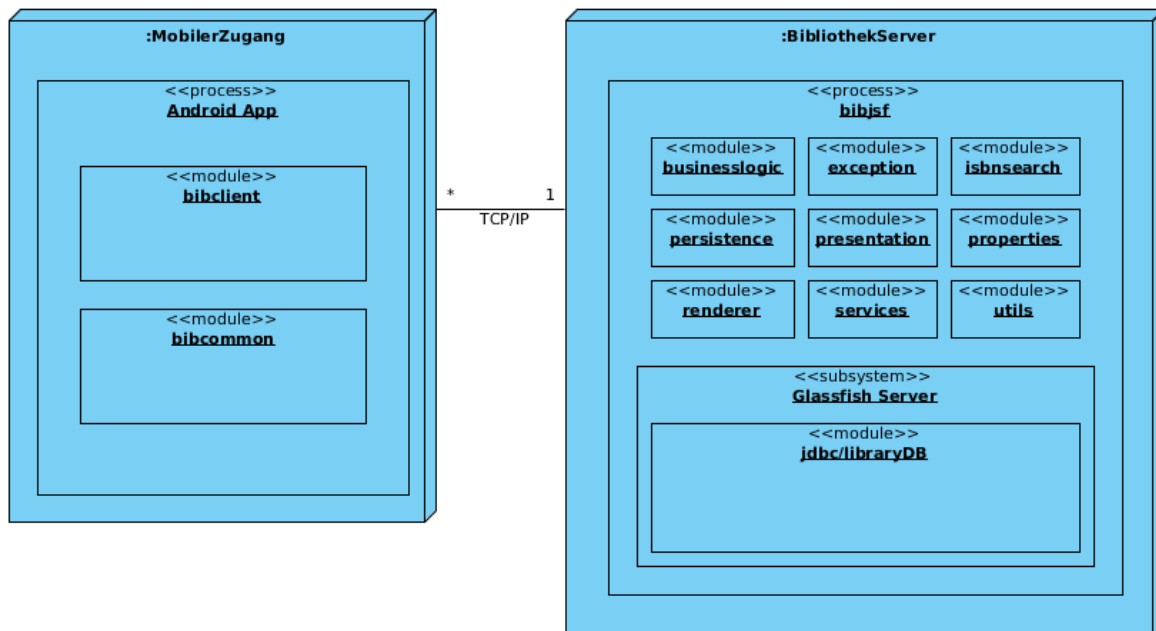 :MobilerZugang
<<process>>
Android App
<<module>>
bibclient
<<module>>
bibcommon
* 1
TCP/IP
:BibliothekServer
<<process>>
bibjsf
<<module>> <<module>> <<module>>
businesslogic exception isbnsearch
<<module>> <<module>> <<module>>
persistence presentation properties
<<module>> <<module>> <<module>>
renderer services utils
<<subsystem>>
Glassfish Server
<<module>>
jdbc/libraryDB